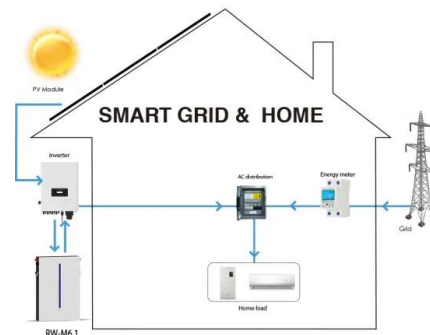 PV Module
SMART GRID & HOME
Inverter
AC distribution
Energy meter
Grid
Home load
RW-M6.1